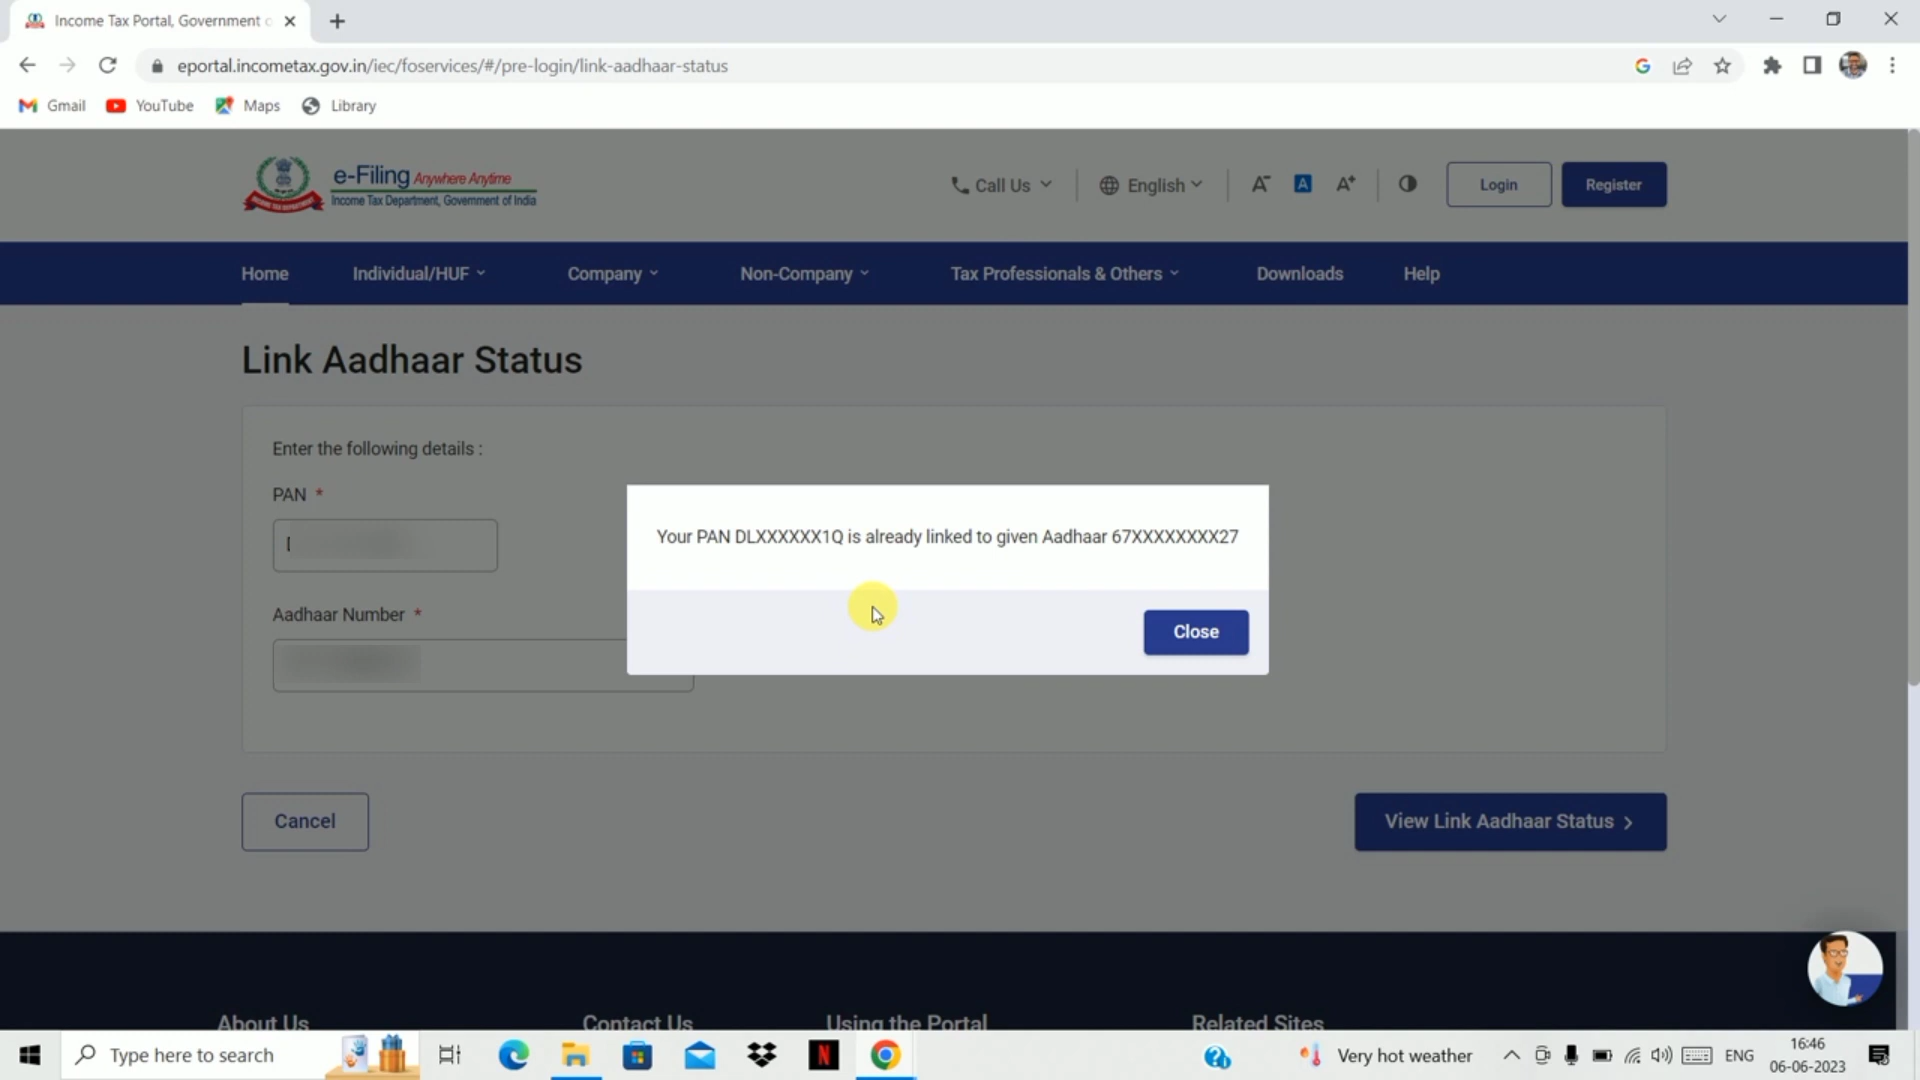 Income Tax Portal, Government
eportal.incometax.gov.in/iec/foservices/#/pre-login/link-aadhaar-status
Gmail YouTube Maps Library
e-Filing Anywhere Anytime
Income Tax Department, Government of India
INCOME TAX DEPARTMENT
Call Us English A- A A+ Login Register
Home Individual/HUF Company Non-Company Tax Professionals & Others Downloads Help
Link Aadhaar Status
Enter the following details :
PAN *
Your PAN DLXXXXXX1Q is already linked to given Aadhaar 67XXXXXXXX27
Aadhaar Number *
Close
Cancel View Link Aadhaar Status >
About Us Contact Us Using the Portal Related Sites
Type here to search N Very hot weather ENG 16:46
06-06-2023